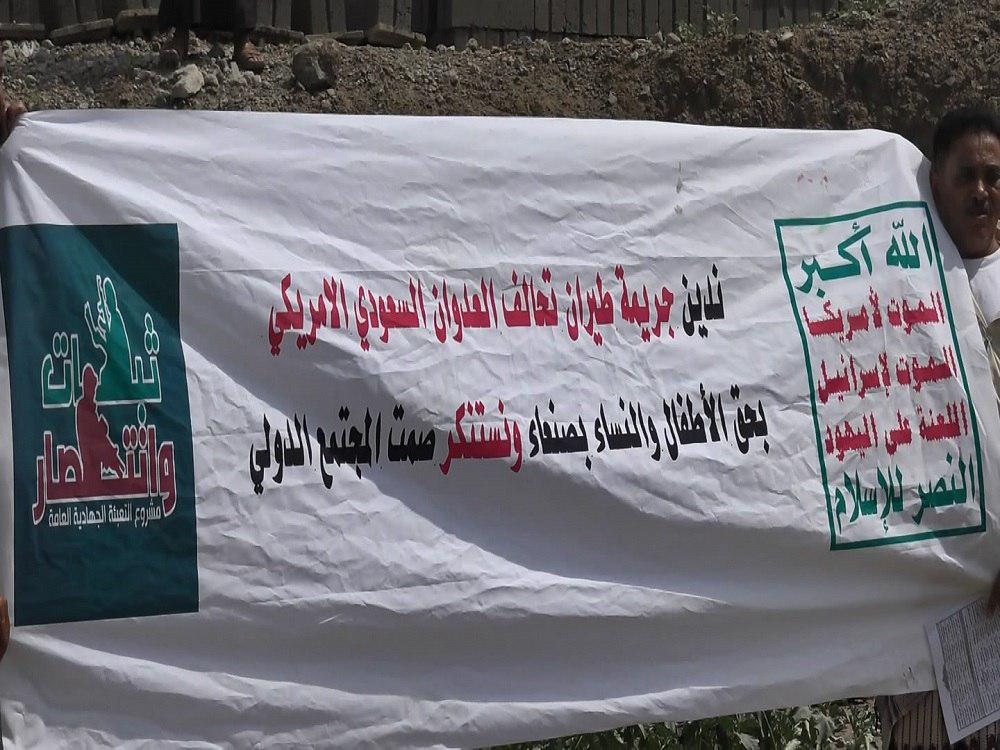 الله أكبر
الموت لأمريكا
الموت لإسرائيل
اللعنة على اليهود
النصر للإسلام
ندين جريمة طيران تحالف العدوان السعودي الامريكي
بحق الأطفال والنساء بصنعاء ونستنكر صمت المجتمع الدولي
ثبات
وانتصار
مشروع التعبئة الجهادية العامة